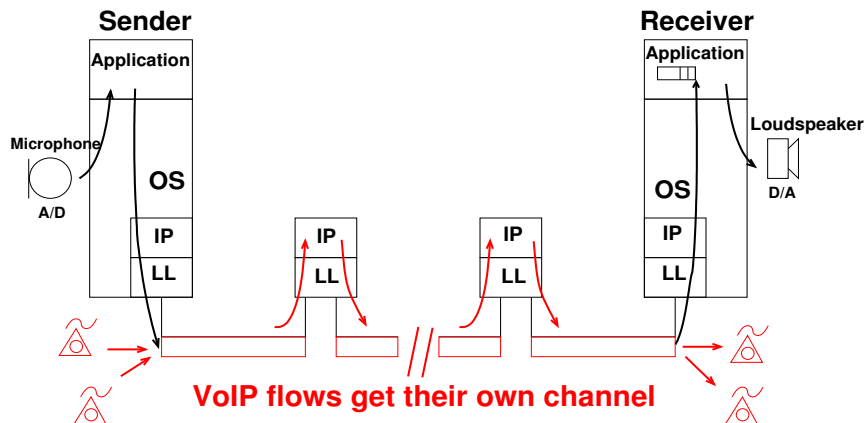 Sender
Receiver
Application
Application
Microphone
Loudspeaker
OS
OS
A/D
D/A
IP
IP
IP
IP
LL
LL
LL
LL
VoIP flows get their own channel